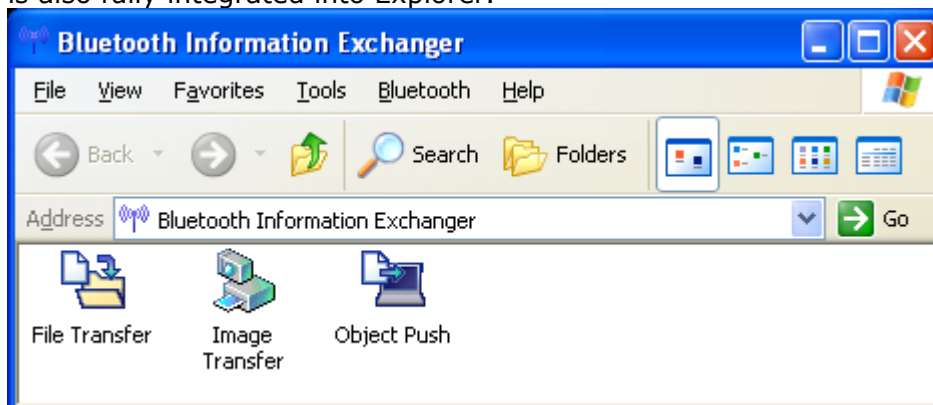 is also fully integrated into Explorer.
Bluetooth Information Exchanger
File View Favorites Tools Bluetooth Help
Back Search Folders
Address Bluetooth Information Exchanger Go
File Transfer Image Transfer Object Push